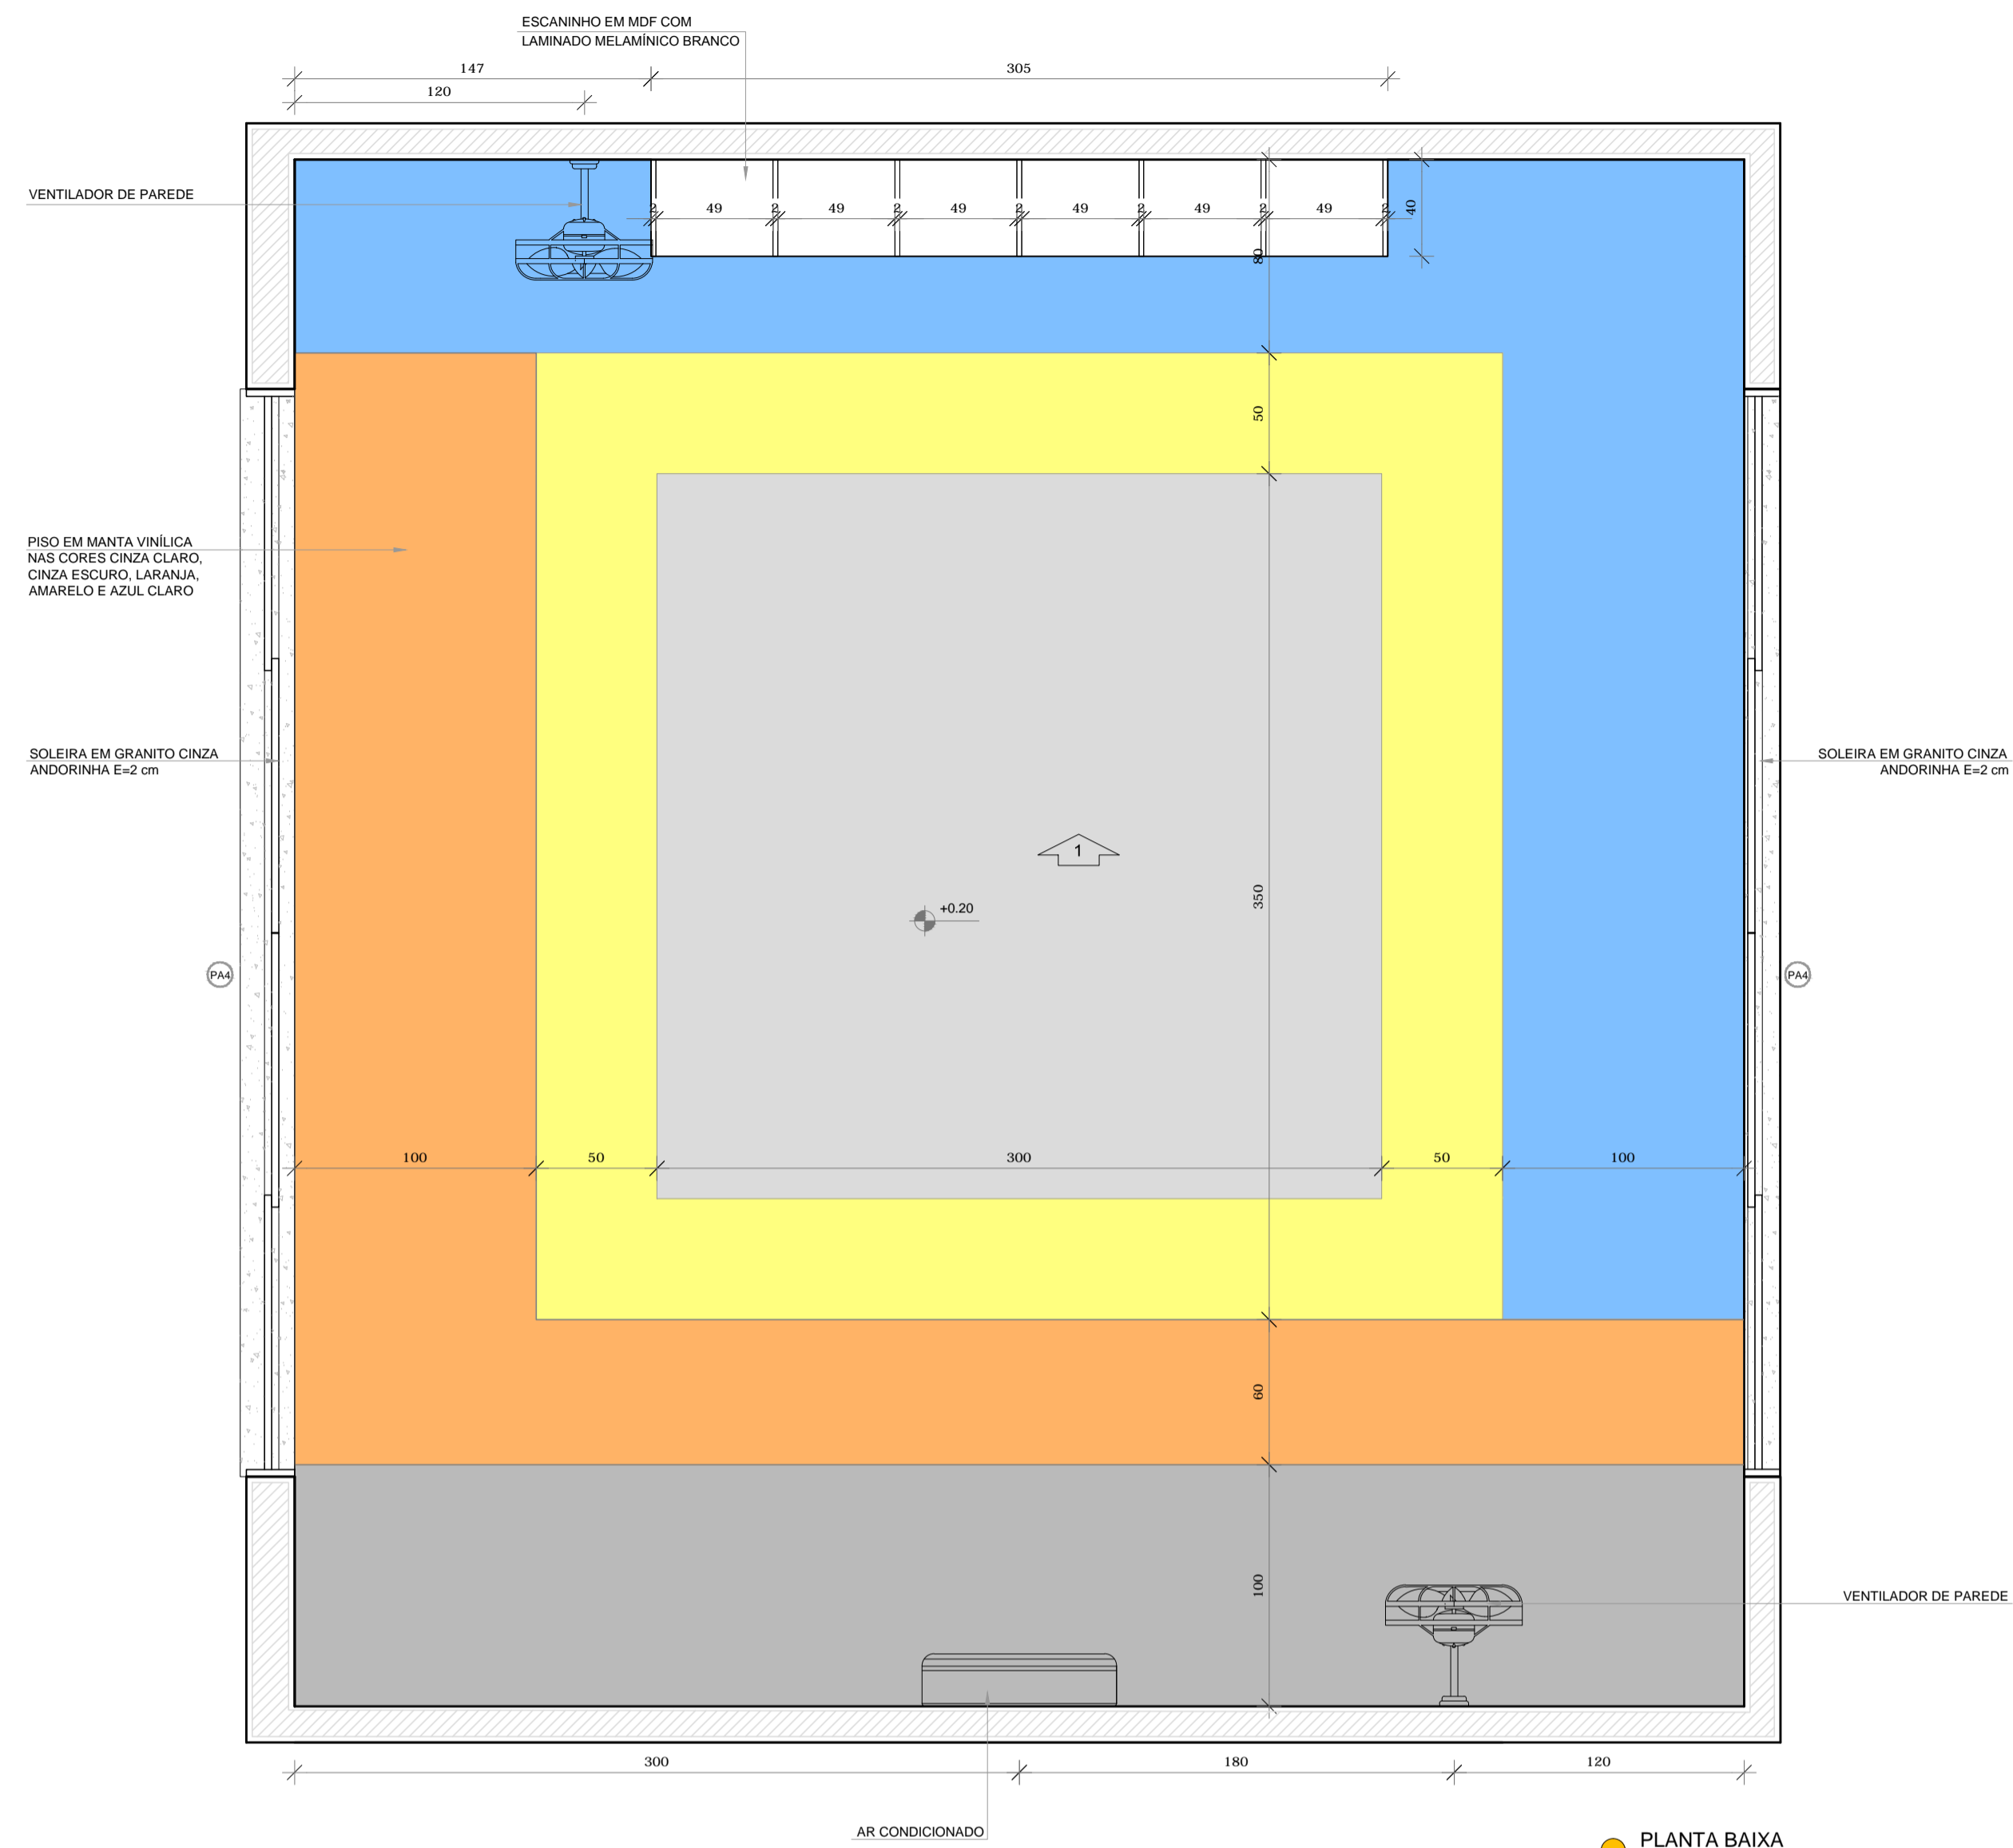 ESCANINHO EM MDF COM
LAMINADO MELAMÍNICO BRANCO
147
305
120
VENTILADOR DE PAREDE
2 49 2 49 2 49 2 49 2 49 2 49 2
40
80
50
PISO EM MANTA VINÍLICA
NAS CORES CINZA CLARO,
CINZA ESCURO, LARANJA,
AMARELO E AZUL CLARO
SOLEIRA EM GRANITO CINZA
ANDORINHA E=2 cm
SOLEIRA EM GRANITO CINZA
ANDORINHA E=2 cm
1
350
+0.20
PA4
PA4
100 50 300 50 100
60
100
VENTILADOR DE PAREDE
300 180 120
AR CONDICIONADO
PLANTA BAIXA